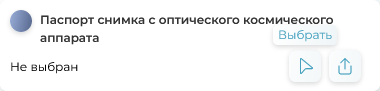 Паспорт снимка с оптического космического
аппарата
Выбрать
Не выбран